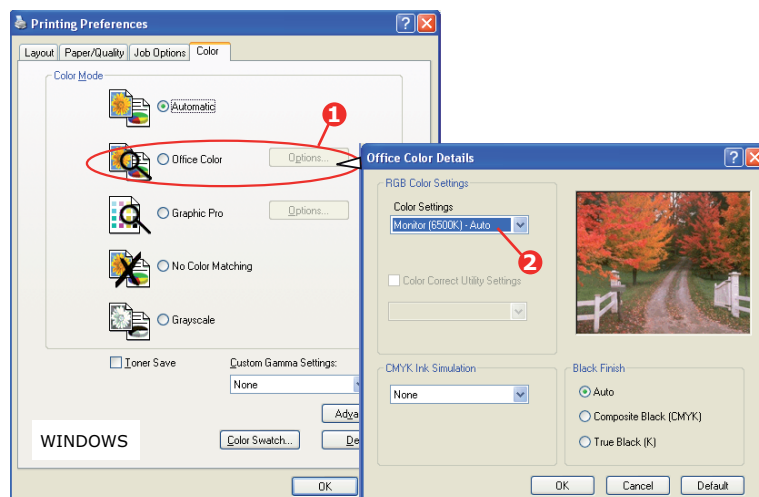 Printing Preferences
Layout Paper/Quality Job Options Color
Color Mode
Automatic
1
Office Color Options...
Graphic Pro Options...
No Color Matching
Grayscale
Toner Save Custom Gamma Settings:
None
WINDOWS
Color Swatch...
OK
Office Color Details
RGB Color Settings
Color Settings
Monitor (6500K) - Auto
2
Color Correct Utility Settings
CMYK Ink Simulation
None
Black Finish
Auto
Composite Black (CMYK)
True Black (K)
OK Cancel Default